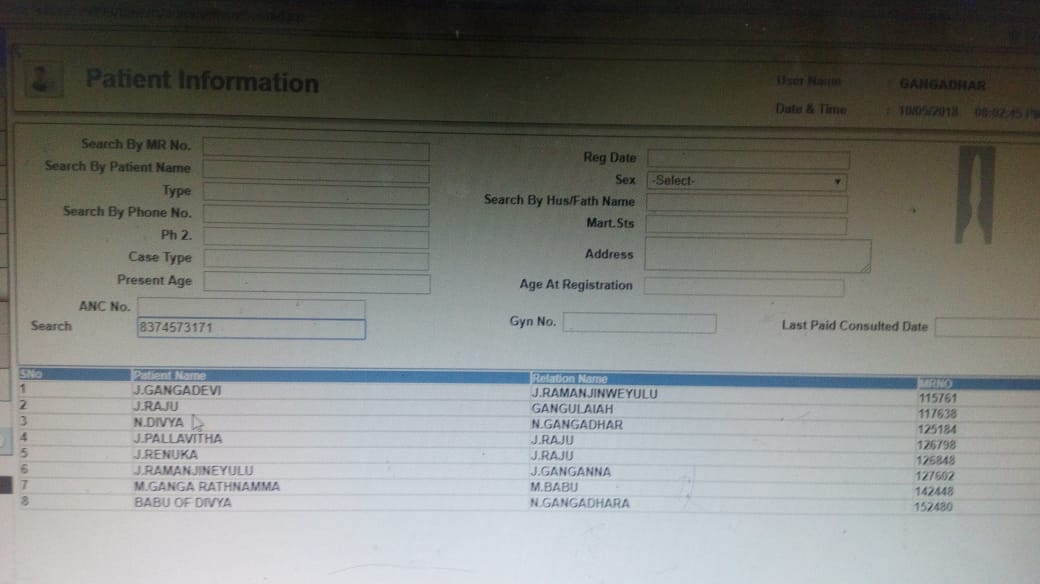 Patient Information
User Name : GANGADHAR
Date & Time : 10/05/2018 08:02:45 PM
Search By MR No.
Search By Patient Name
Type
Search By Phone No.
Ph 2.
Case Type
Present Age
ANC No.
Search 8374573171
Reg Date
Sex -Select-
Search By Hus/Fath Name
Mart.Sts
Address
Age At Registration
Gyn No.
Last Paid Consulted Date
SNo Patient Name Relation Name MRNO
1 J.GANGADEVI J.RAMANJINWEYULU 115761
2 J.RAJU GANGULAIAH 117638
3 N.DIVYA N.GANGADHAR 125184
4 J.PALLAVITHA J.RAJU 126798
5 J.RENUKA J.RAJU 126848
6 J.RAMANJINEYULU J.GANGANNA 127602
7 M.GANGA RATHNAMMA M.BABU 142448
8 BABU OF DIVYA N.GANGADHARA 152480